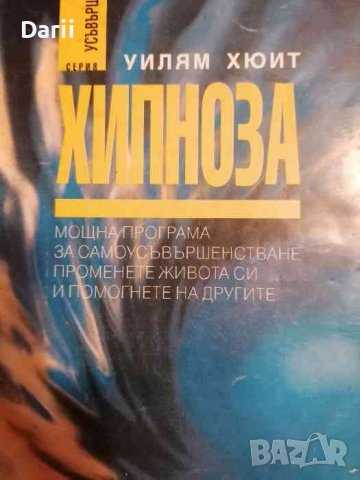 Darii
СЕРИЯ
УСЪВЪРШ
УИЛЯМ ХЮИТ
ХИПНОЗА
МОЩНА ПРОГРАМА
ЗА САМОУСЪВЪРШЕНСТВАНЕ
ПРОМЕНЕТЕ ЖИВОТА СИ
И ПОМОГНЕТЕ НА ДРУГИТЕ
BAZAR